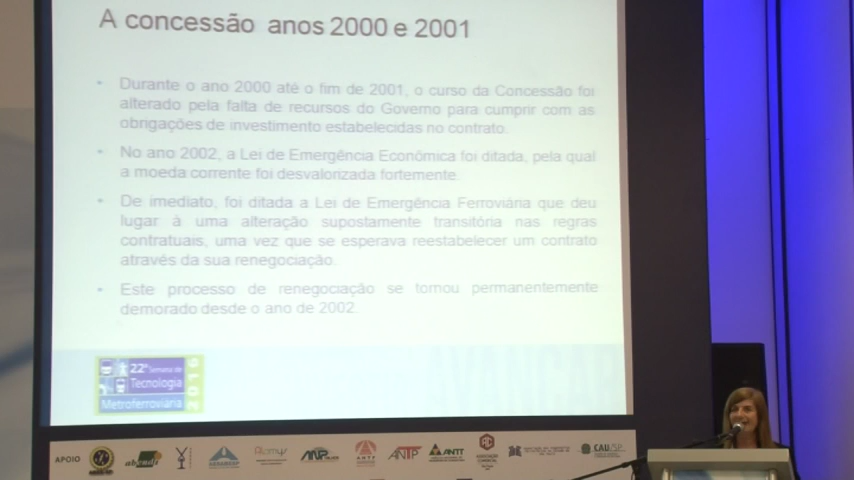 A concessão anos 2000 e 2001
• Durante o ano 2000 até o fim de 2001, o curso da Concessão foi
alterado pela falta de recursos do Governo para cumprir com as
obrigações de investimento estabelecidas no contrato.
• No ano 2002, a Lei de Emergência Econômica foi ditada, pela qual
a moeda corrente foi desvalorizada fortemente.
• De imediato, foi ditada a Lei de Emergência Ferroviária que deu
lugar à uma alteração supostamente transitória nas regras
contratuais, uma vez que se esperava reestabelecer um contrato
através da sua renegociação.
• Este processo de renegociação se tornou permanentemente
demorado desde o ano de 2002.
22ª Semana de
Tecnologia
Metroferroviária
APOIO
ANTP
ANTT
CAU/SP